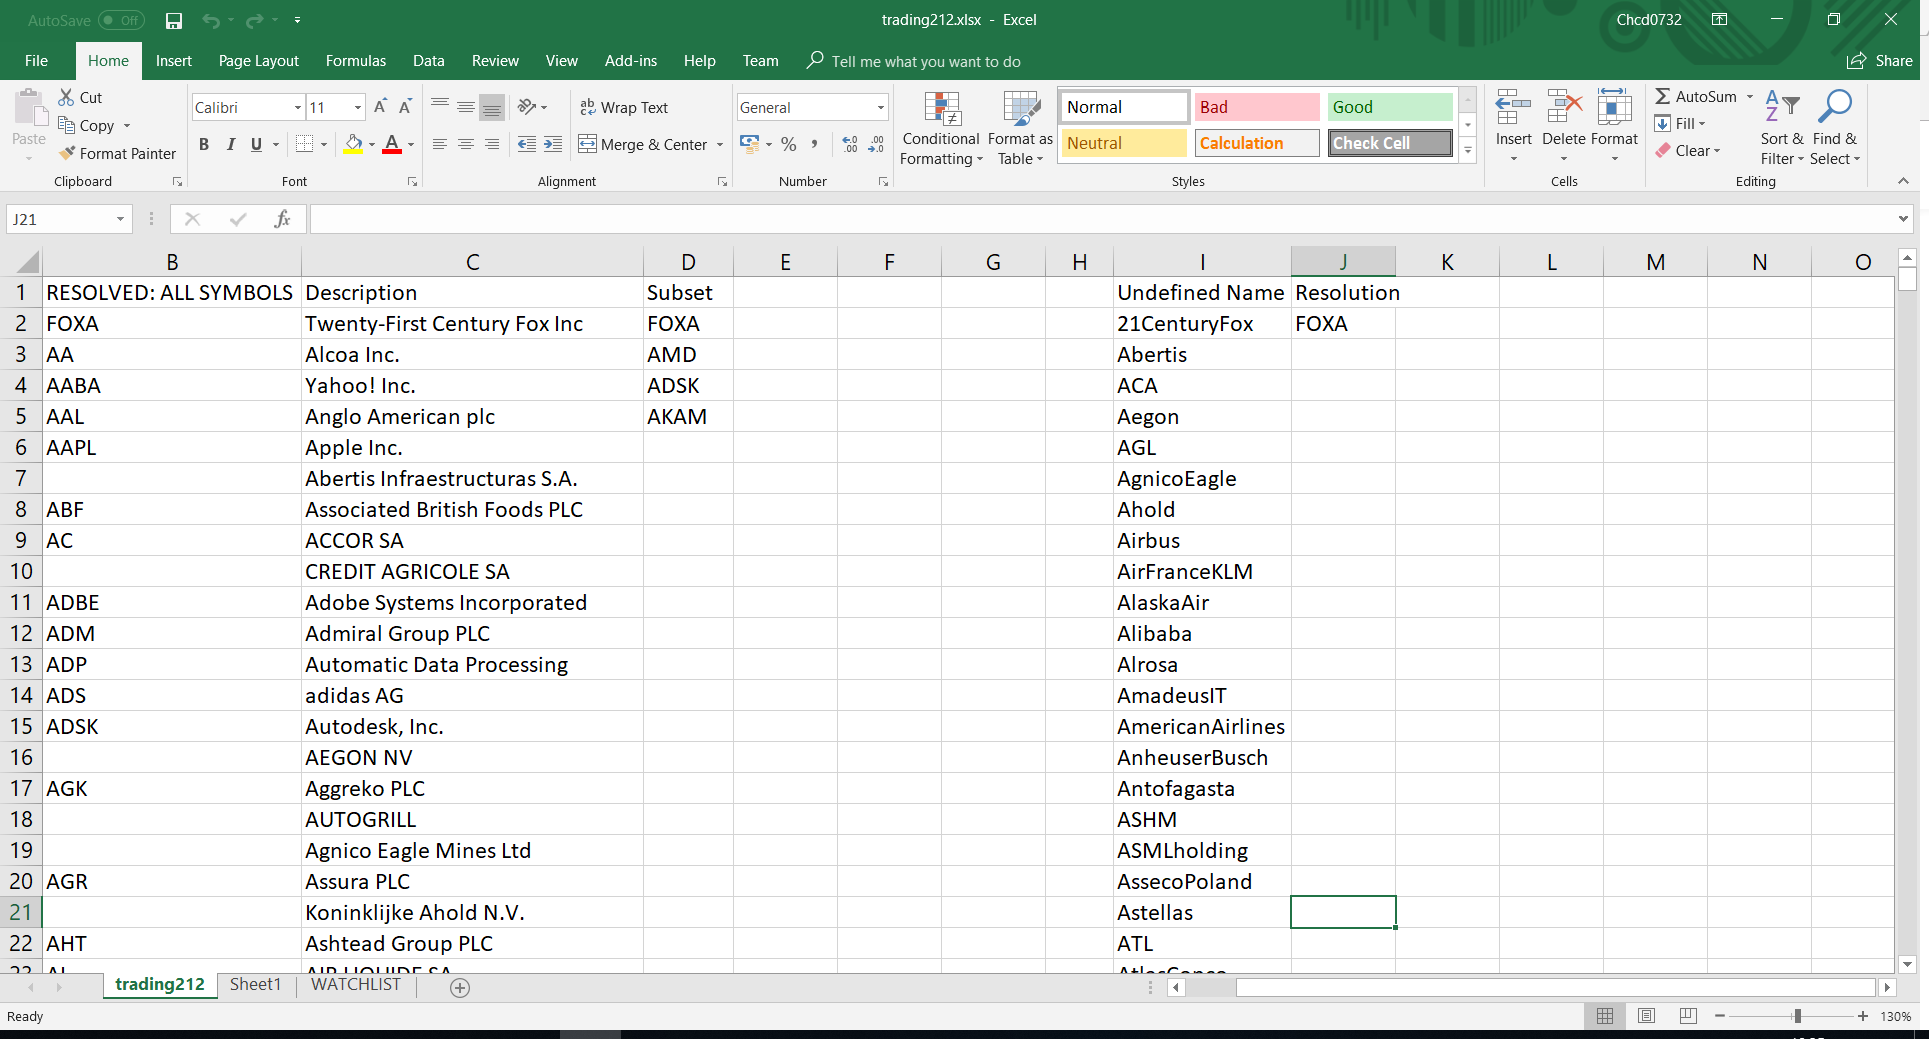 AutoSave Off trading212.xlsx - Excel Chcd0732
File Home Insert Page Layout Formulas Data Review View Add-ins Help Team Tell me what you want to do Share
Paste
Cut
Copy
Format Painter
Clipboard
Calibri 11 A A
B I U A
Font
Wrap Text
Merge & Center
Alignment
General
% , .00 .00
Number
Conditional Formatting
Format as Table
Normal Bad Good
Neutral Calculation Check Cell
Styles
Insert Delete Format
Cells
AutoSum
Fill
Clear
Sort & Filter
Find & Select
Editing
J21 fx
B C D E F G H I J K L M N O
1 RESOLVED: ALL SYMBOLS Description Subset Undefined Name Resolution
2 FOXA Twenty-First Century Fox Inc FOXA 21CenturyFox FOXA
3 AA Alcoa Inc. AMD Abertis
4 AABA Yahoo! Inc. ADSK ACA
5 AAL Anglo American plc AKAM Aegon
6 AAPL Apple Inc. AGL
7 Abertis Infraestructuras S.A. AgnicoEagle
8 ABF Associated British Foods PLC Ahold
9 AC ACCOR SA Airbus
10 CREDIT AGRICOLE SA AirFranceKLM
11 ADBE Adobe Systems Incorporated AlaskaAir
12 ADM Admiral Group PLC Alibaba
13 ADP Automatic Data Processing Alrosa
14 ADS adidas AG AmadeusIT
15 ADSK Autodesk, Inc. AmericanAirlines
16 AEGON NV AnheuserBusch
17 AGK Aggreko PLC Antofagasta
18 AUTOGRILL ASHM
19 Agnico Eagle Mines Ltd ASMLholding
20 AGR Assura PLC AssecoPoland
21 Koninklijke Ahold N.V. Astellas
22 AHT Ashtead Group PLC ATL
trading212 Sheet1 WATCHLIST
Ready 130%